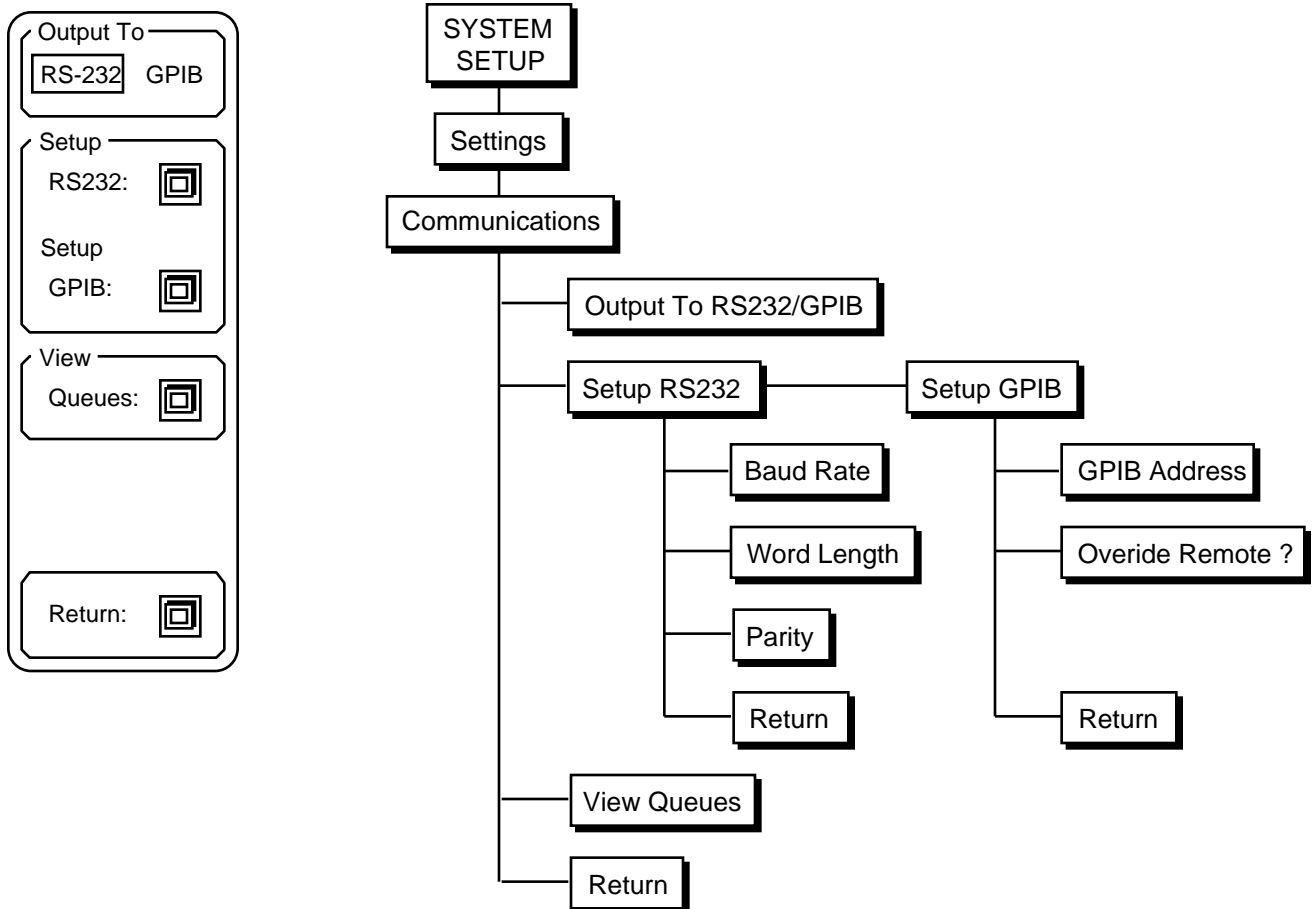 Output To
RS-232 GPIB
Setup
RS232:
Setup
GPIB:
View
Queues:
Return:
SYSTEM
SETUP
Settings
Communications
Output To RS232/GPIB
Setup RS232
Baud Rate
Word Length
Parity
Return
Setup GPIB
GPIB Address
Overide Remote ?
Return
View Queues
Return